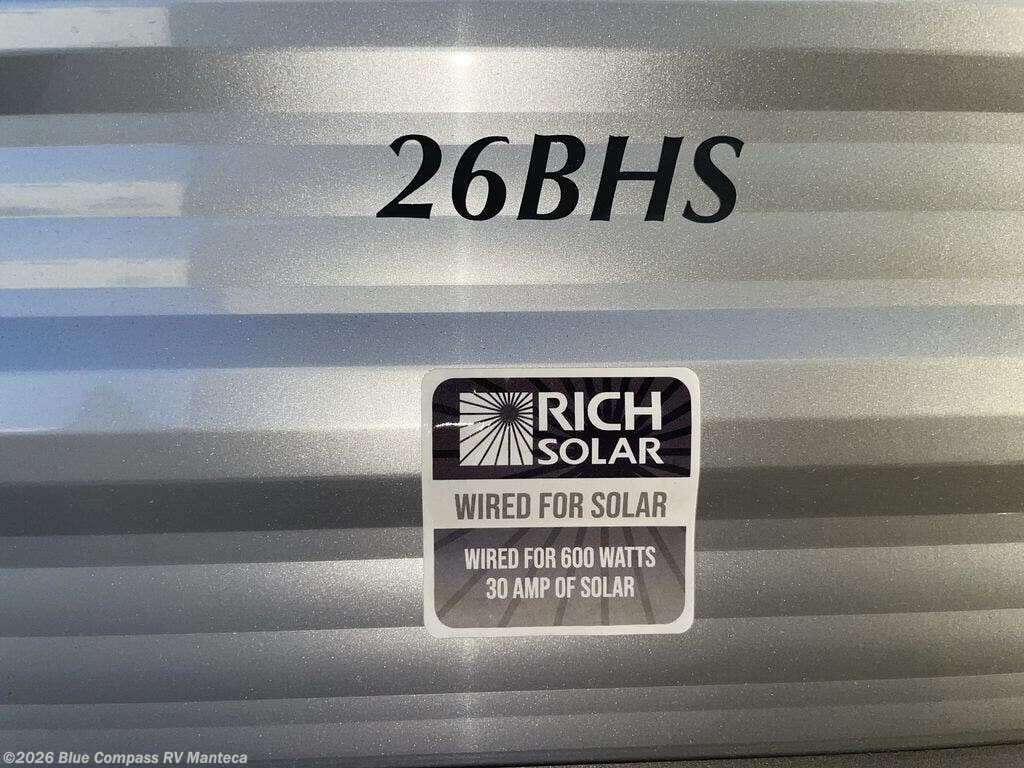 26BHS
RICH
SOLAR
WIRED FOR SOLAR
WIRED FOR 600 WATTS
30 AMP OF SOLAR
©2026 Blue Compass RV Manteca